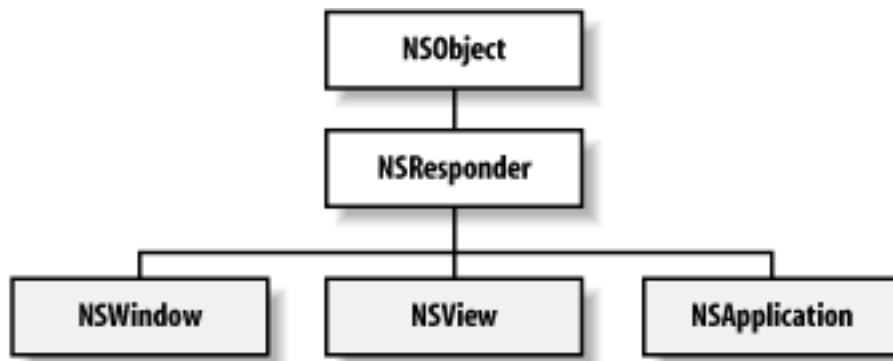 NSObject
NSResponder
NSWindow
NSView
NSApplication